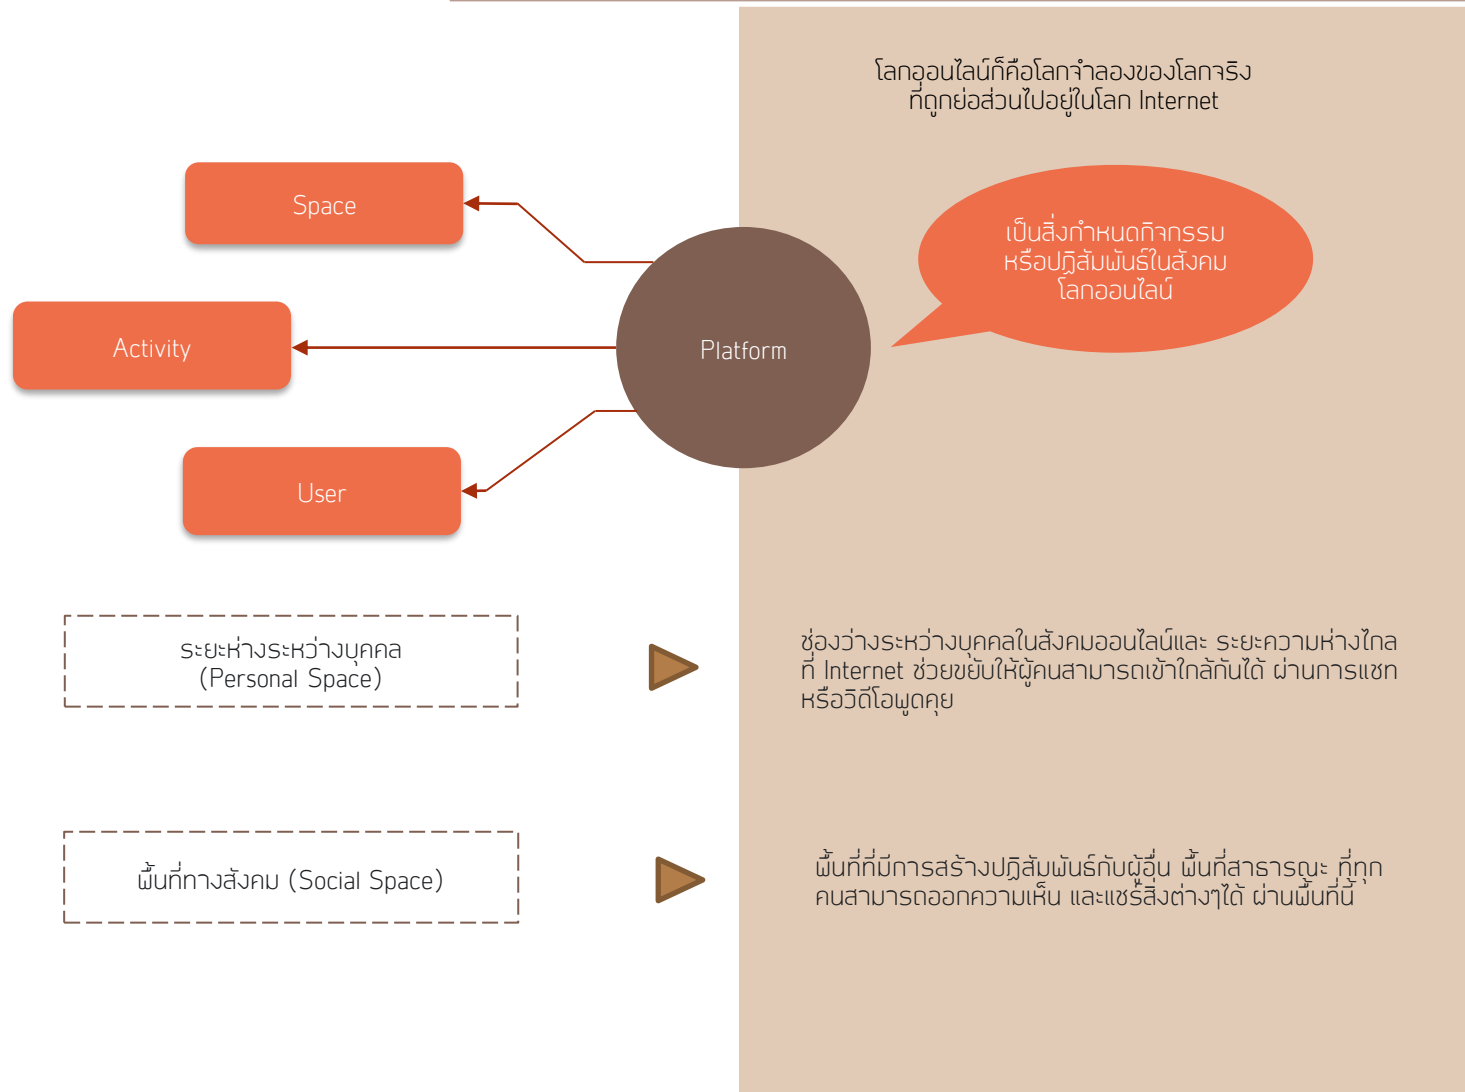 โลกออนไลน์ก็คือโลกจำลองของโลกจริง
ที่ถูกย่อส่วนไปอยู่ในโลก Internet
Space
เป็นสิ่งกำหนดกิจกรรม
หรือปฏิสัมพันธ์ในสังคม
โลกออนไลน์
Activity
Platform
User
ระยะห่างระหว่างบุคคล
(Personal Space)
ช่องว่างระหว่างบุคคลในสังคมออนไลน์และ ระยะความห่างไกล
ที่ Internet ช่วยขยับให้ผู้คนสามารถเข้าใกล้กันได้ ผ่านการแชท
หรือวิดีโอพูดคุย
พื้นที่ทางสังคม (Social Space)
พื้นที่ที่มีการสร้างปฏิสัมพันธ์กับผู้อื่น พื้นที่สาธารณะ ที่ทุก
คนสามารถออกความเห็น และแชร์สิ่งต่างๆได้ ผ่านพื้นที่นี้